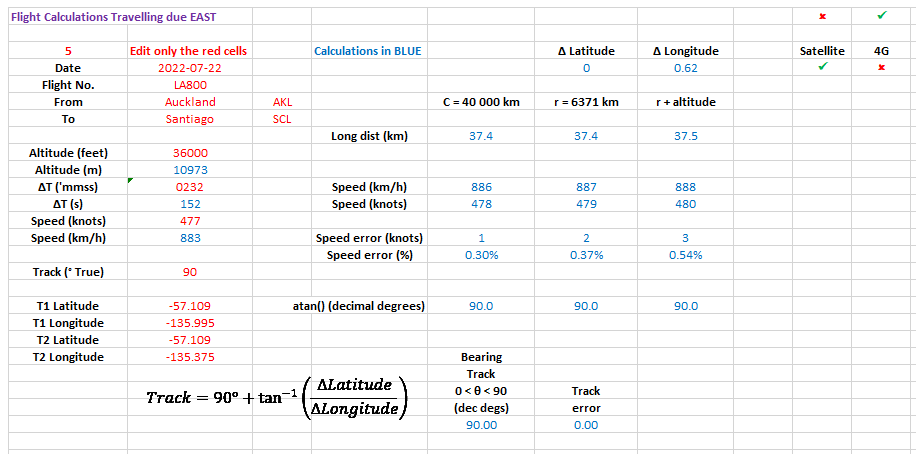 Flight Calculations Travelling due EAST ✖ ✔
5 Edit only the red cells Calculations in BLUE Δ Latitude Δ Longitude Satellite 4G
Date 2022-07-22 0 0.62 ✔ ✖
Flight No. LA800
From Auckland AKL C = 40 000 km r = 6371 km r + altitude
To Santiago SCL
Long dist (km) 37.4 37.4 37.5
Altitude (feet) 36000
Altitude (m) 10973
ΔT ('mmss) 0232 Speed (km/h) 886 887 888
ΔT (s) 152 Speed (knots) 478 479 480
Speed (knots) 477
Speed (km/h) 883 Speed error (knots) 1 2 3
Speed error (%) 0.30% 0.37% 0.54%
Track (° True) 90
T1 Latitude -57.109 atan() (decimal degrees) 90.0 90.0 90.0
T1 Longitude -135.995
T2 Latitude -57.109
T2 Longitude -135.375 Bearing
Track
Track = 90° + tan⁻¹ (ΔLatitude / ΔLongitude) 0 < θ < 90 Track
(dec degs) error
90.00 0.00